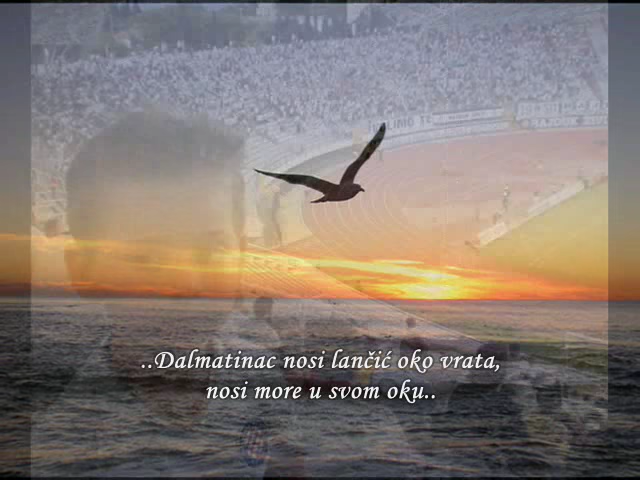 ..Dalmatinac nosi lančić oko vrata,
nosi more u svom oku..